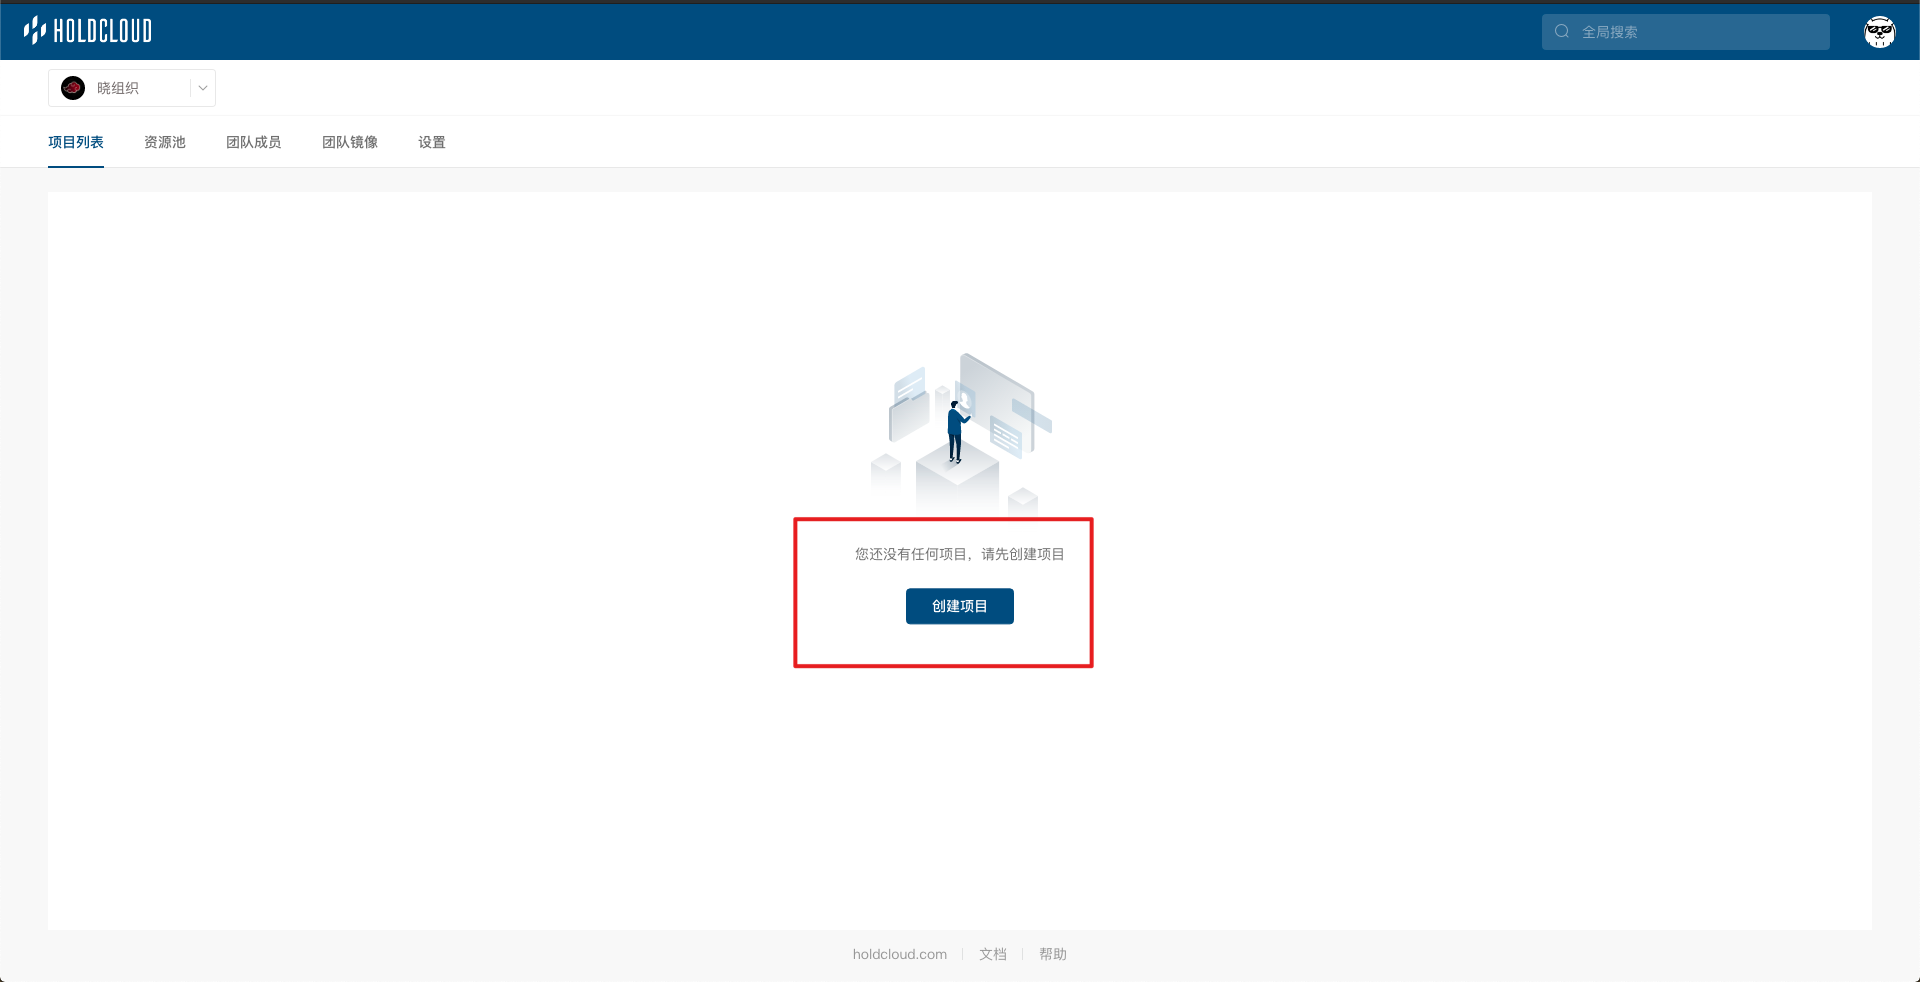 HOLDCLOUD
全局搜索
晓组织
项目列表 资源池 团队成员 团队镜像 设置
您还没有任何项目，请先创建项目
创建项目
holdcloud.com 文档 帮助